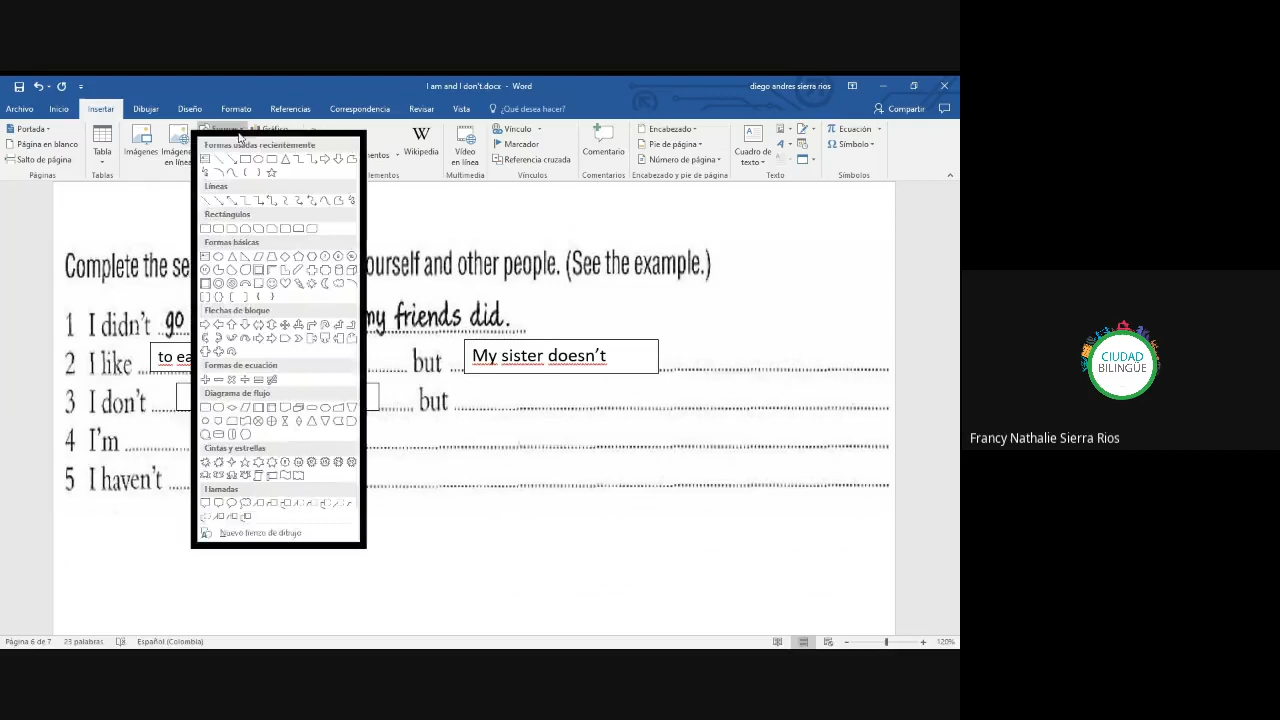 I am and I don't.docx - Word
diego andres sierra rios
Archivo Inicio Insertar Dibujar Diseño Formato Referencias Correspondencia Revisar Vista ¿Qué desea hacer? Compartir
Portada
Página en blanco
Salto de página
Páginas
Tabla
Tablas
Imágenes
Imágenes en línea
Formas
Gráfico
Wikipedia
Vídeo en línea
Multimedia
Vínculo
Marcador
Referencia cruzada
Vínculos
Comentario
Comentarios
Encabezado
Pie de página
Número de página
Encabezado y pie de página
Cuadro de texto
Texto
Ecuación
Símbolo
Símbolos
Formas usadas recientemente
Líneas
Rectángulos
Formas básicas
Flechas de bloque
Formas de ecuación
Diagrama de flujo
Cintas y estrellas
Llamadas
Nuevo lienzo de dibujo
Complete the se ourself and other people. (See the example.)
1 I didn't go my friends did.
2 I like to ea but My sister doesn't
3 I don't but
4 I'm
5 I haven't
Página 6 de 7 23 palabras Español (Colombia) 120%
CIUDAD
BILINGÜE
Francy Nathalie Sierra Rios